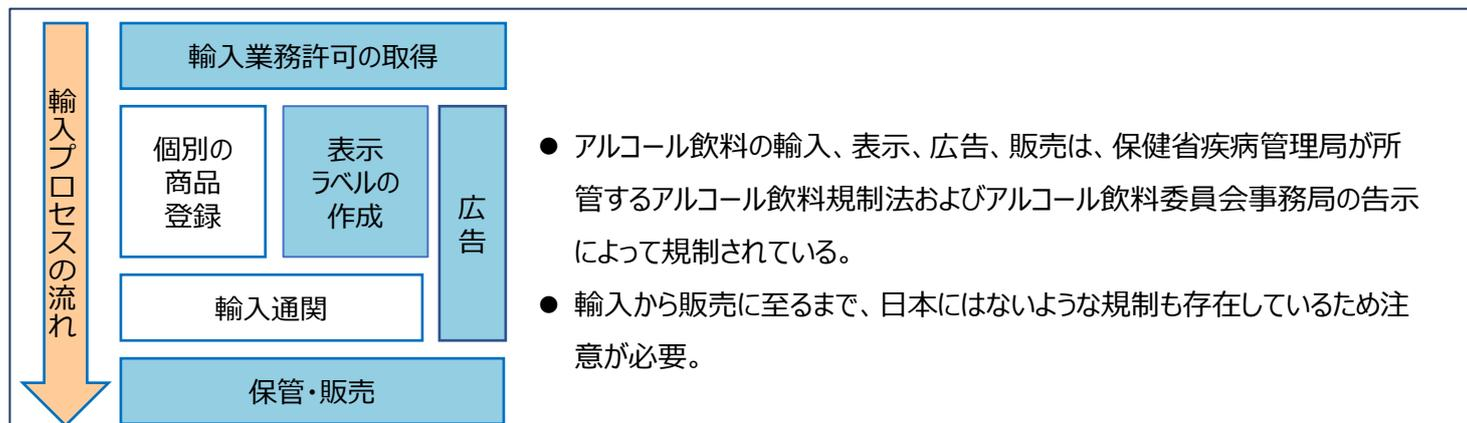 輸入プロセスの流れ
輸入業務許可の取得
個別の
商品
登録
表示
ラベルの
作成
広告
輸入通関
保管・販売
● アルコール飲料の輸入、表示、広告、販売は、保健省疾病管理局が所
管するアルコール飲料規制法およびアルコール飲料委員会事務局の告示
によって規制されている。
● 輸入から販売に至るまで、日本にはないような規制も存在しているため注
意が必要。